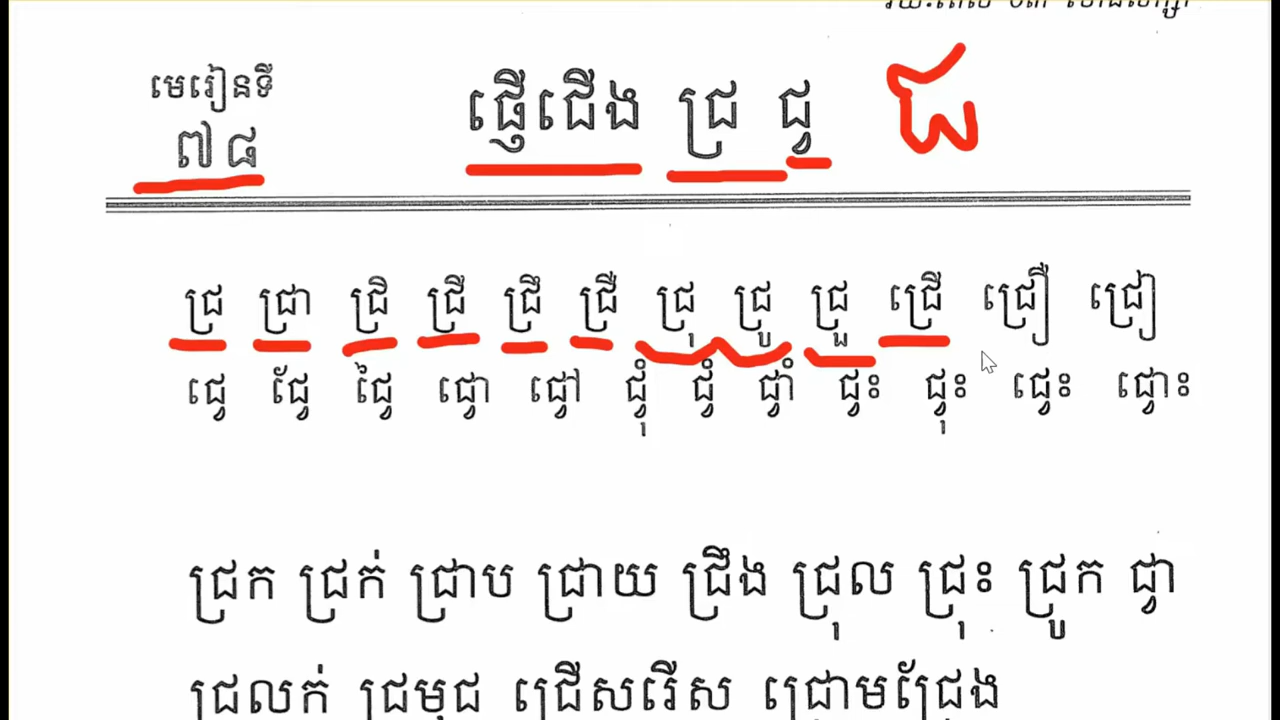 មេរៀនទី
៧៨
ផ្ញើជើង ជ្រ ជ្វ ជ
ជ្រ ជ្រា ជ្រិ ជ្រី ជ្រឹ ជ្រឺ ជ្រុ ជ្រូ ជ្រួ ជ្រើ ជ្រឿ ជ្រៀ
ជ្វេ ជ្វែ ជ្វៃ ជ្វោ ជ្វៅ ជ្វុំ ជ្វំ ជ្វាំ ជ្វះ ជ្វុះ ជ្វេះ ជ្វោះ
ជ្រក ជ្រក់ ជ្រាប ជ្រាយ ជ្រឹង ជ្រុល ជ្រុះ ជ្រូក ជ្វា
ជ្រលក់ ជ្រមុជ ជ្រើសរើស ជ្រោមជ្រែង